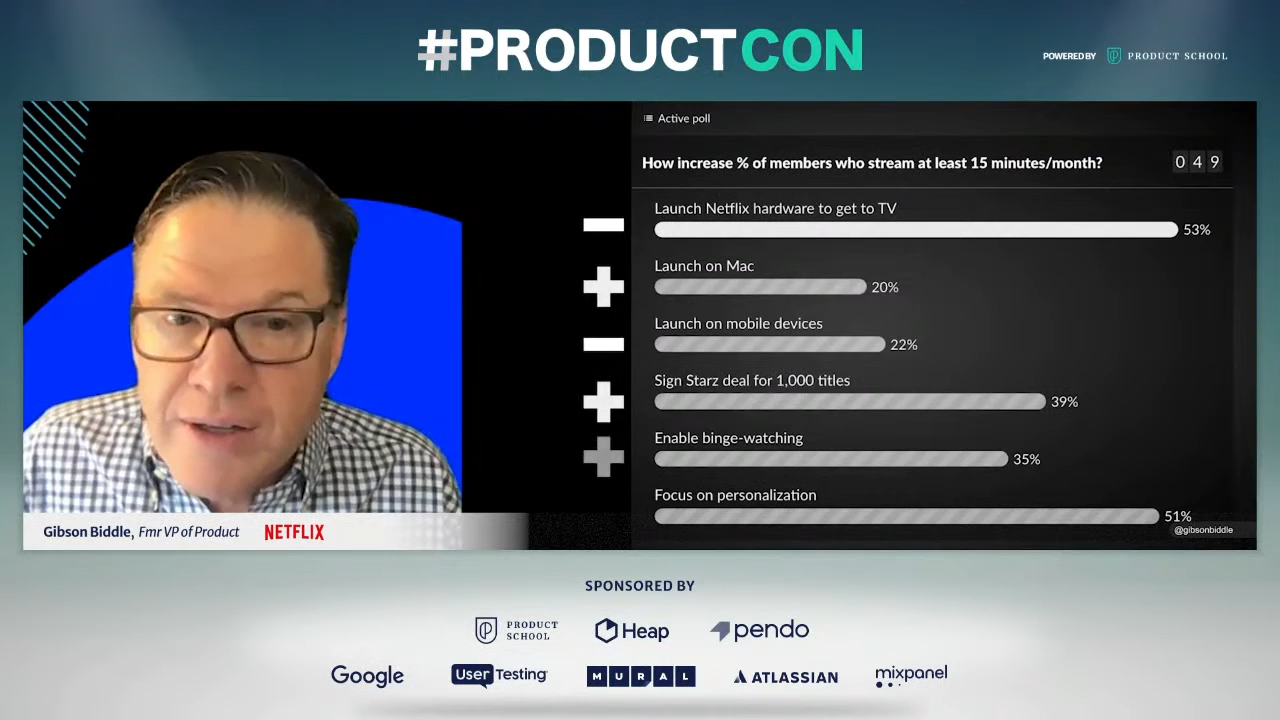 #PRODUCTCON
POWERED BY PRODUCT SCHOOL
Active poll
How increase % of members who stream at least 15 minutes/month?
049
Launch Netflix hardware to get to TV
53%
Launch on Mac
20%
Launch on mobile devices
22%
Sign Starz deal for 1,000 titles
39%
Enable binge-watching
35%
Focus on personalization
51%
@gibsonbiddle
Gibson Biddle, Fmr VP of Product NETFLIX
SPONSORED BY
PRODUCT SCHOOL Heap pendo
Google UserTesting MURAL ATLASSIAN mixpanel